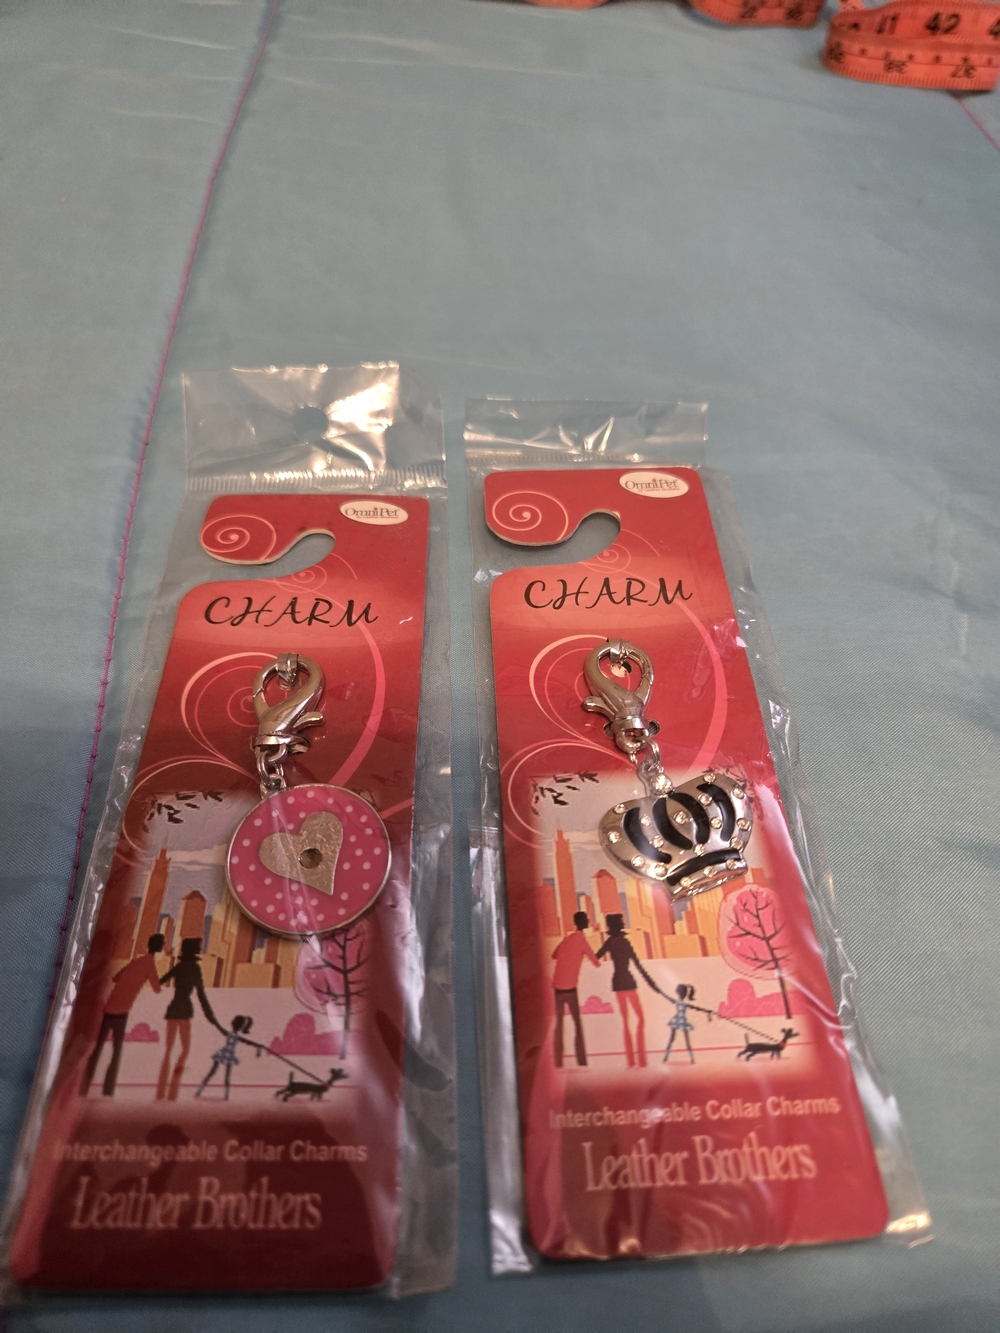 41 42
OmniPet
CHARM
Interchangeable Collar Charms
Leather Brothers
OmniPet
CHARM
Interchangeable Collar Charms
Leather Brothers